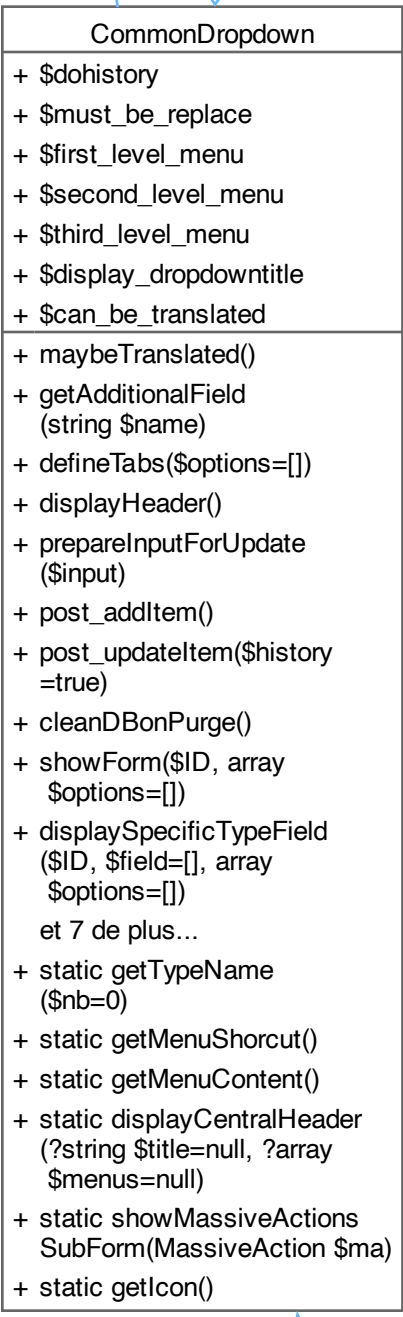 CommonDropdown
+ $dohistory
+ $must_be_replace
+ $first_level_menu
+ $second_level_menu
+ $third_level_menu
+ $display_dropdowntitle
+ $can_be_translated
+ maybeTranslated()
+ getAdditionalField
(string $name)
+ defineTabs($options=[])
+ displayHeader()
+ prepareInputForUpdate
($input)
+ post_addItem()
+ post_updateItem($history
=true)
+ cleanDBonPurge()
+ showForm($ID, array
$options=[])
+ displaySpecificTypeField
($ID, $field=[], array
$options=[])
et 7 de plus...
+ static getTypeName
($nb=0)
+ static getMenuShorcut()
+ static getMenuContent()
+ static displayCentralHeader
(?string $title=null, ?array
$menus=null)
+ static showMassiveActions
SubForm(MassiveAction $ma)
+ static getIcon()